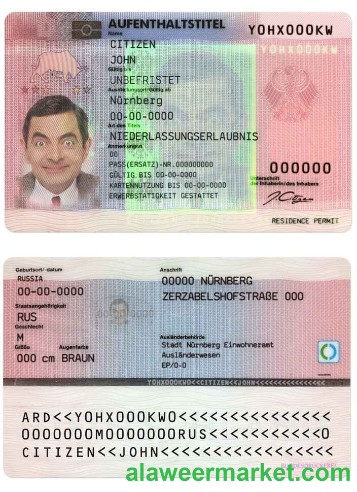 AUFENTHALTSTITEL
YOHX000KW
Name
CITIZEN
JOHN
Gültig bis
UNBEFRISTET
Nürnberg
00-00-0000
Art des Titels
NIEDERLASSUNGSERLAUBNIS
Anmerkungen
00
PASS(ERSATZ)-NR.000000000
GÜLTIG BIS 00-00-0000
KARTENNUTZUNG BIS 00-00-0000
ERWERBSTÄTIGKEIT GESTATTET
000000
Unterschrift
der Inhaberin/des Inhabers
RESIDENCE PERMIT
Geburtsort/-datum
RUSSIA
00-00-0000
Staatsangehörigkeit
RUS
Geschlecht
M
Größe Augenfarbe
000 cm BRAUN
Anschrift
00000 NÜRNBERG
ZERZABELSHOFSTRAßE 000
Ausländerbehörde
Stadt Nürnberg Einwohneramt
Ausländerwesen
EP/0-0
YOHX000KW<<CITIZEN<<JOHN<<<<<<<<<<
ARD<<YOHX000KW0<<<<<<<<<<<<<<<
0000000M0000000RUS<<<<<<<<<<<0
CITIZEN<<JOHN<<<<<<<<<<<<<<<<<
alaweermarket.com